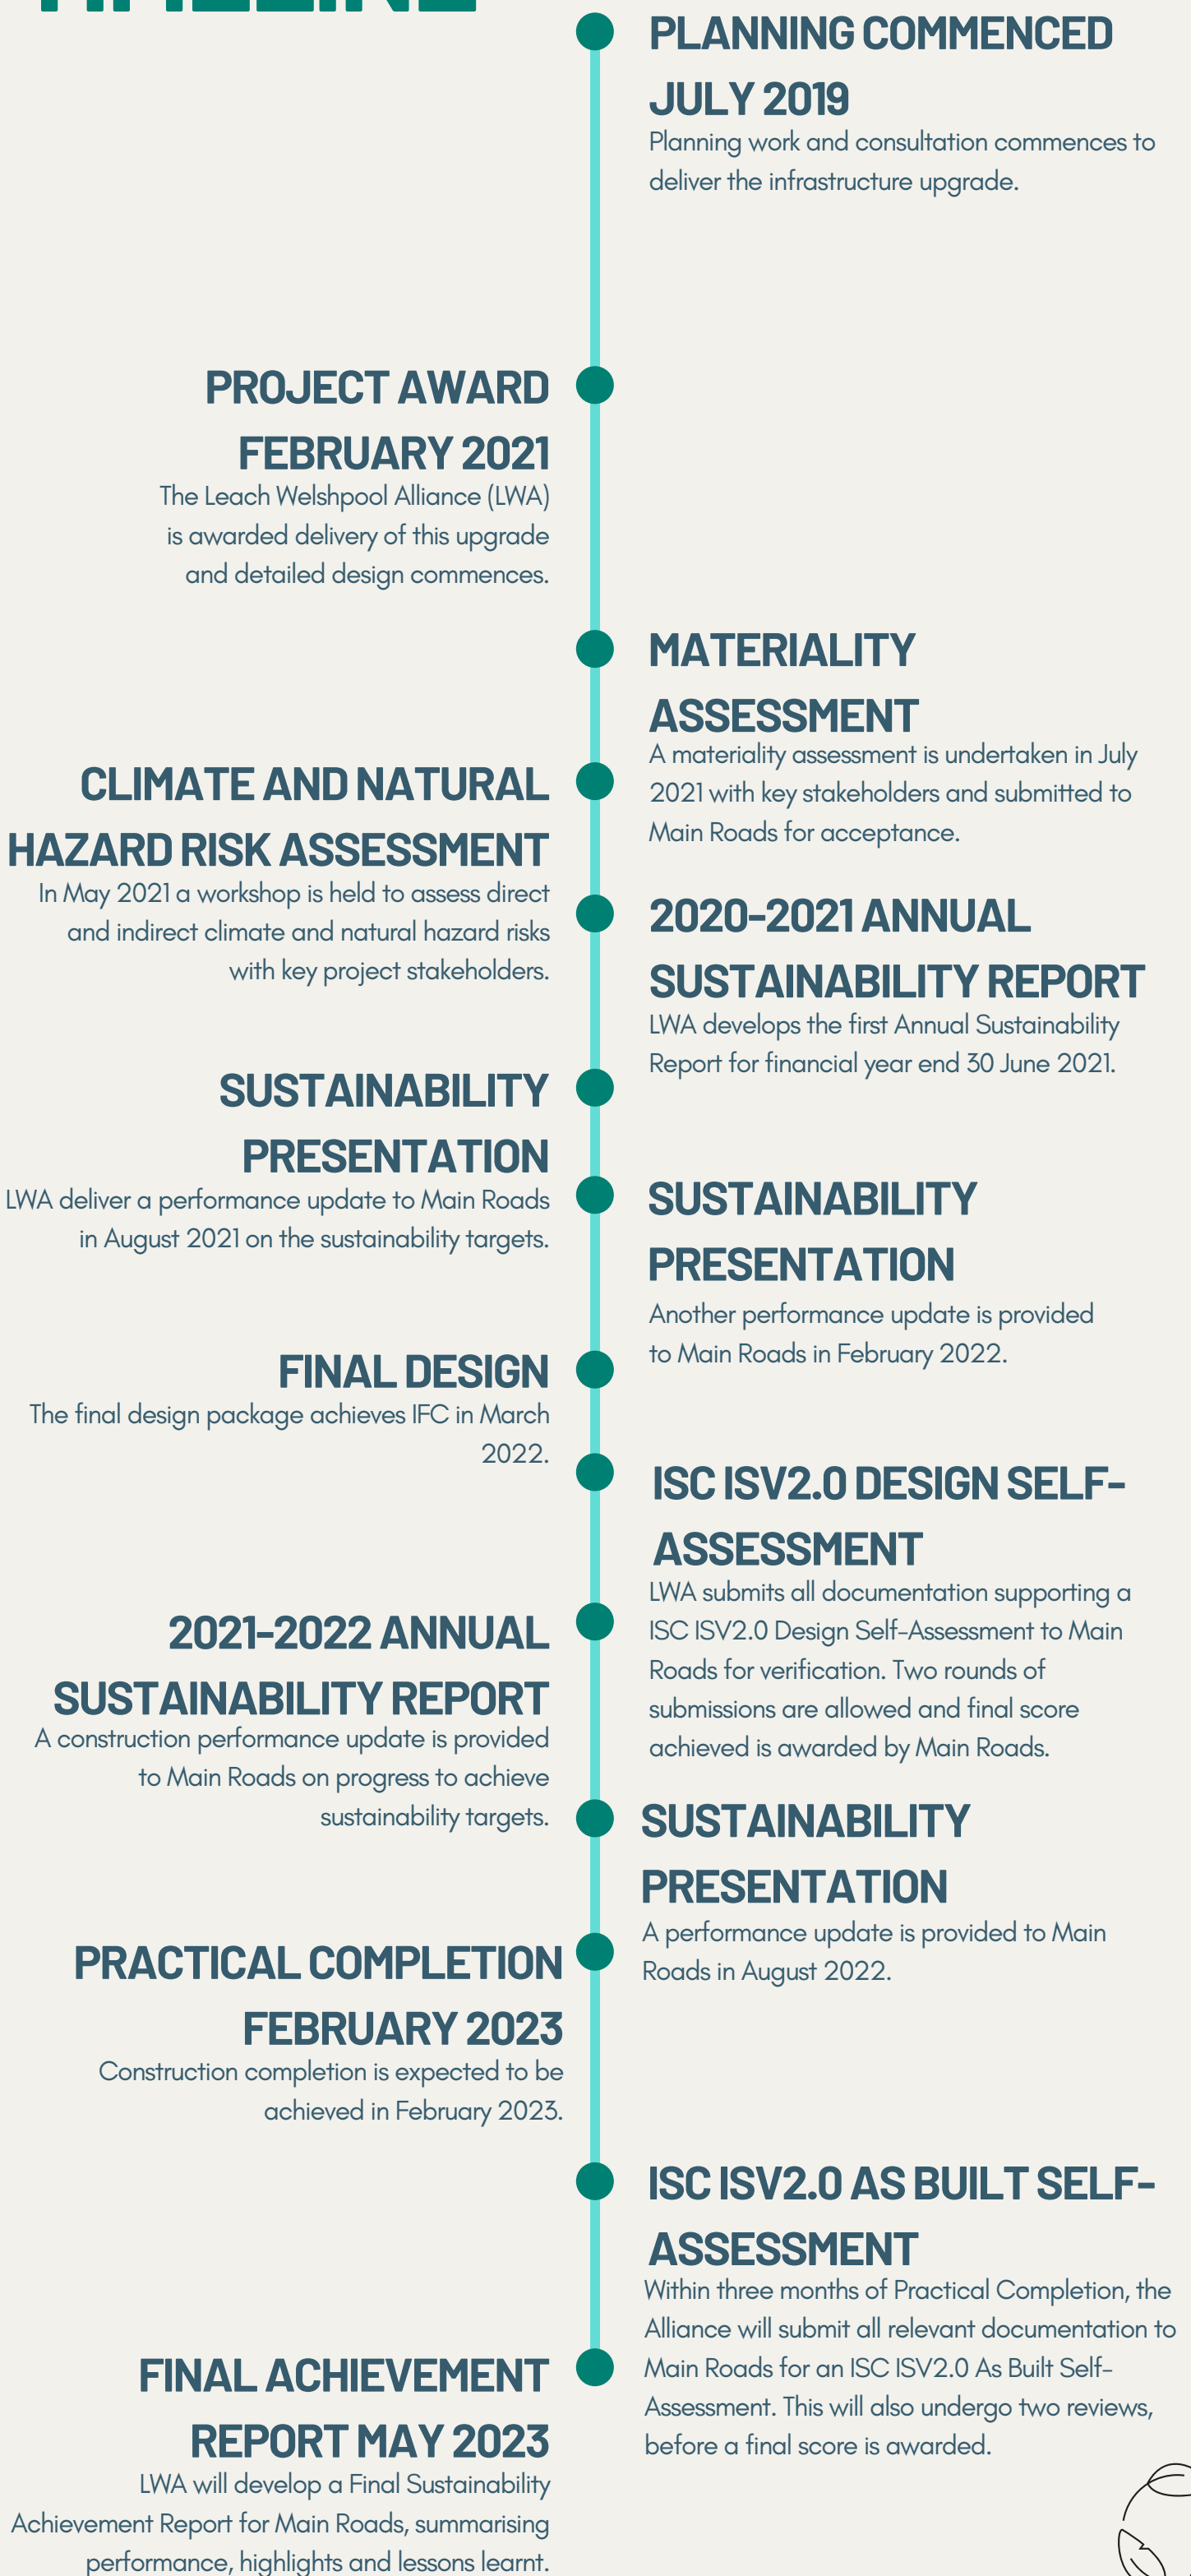 TIMELINE
PLANNING COMMENCED
JULY 2019
Planning work and consultation commences to
deliver the infrastructure upgrade.
PROJECT AWARD
FEBRUARY 2021
The Leach Welshpool Alliance (LWA)
is awarded delivery of this upgrade
and detailed design commences.
MATERIALITY
ASSESSMENT
A materiality assessment is undertaken in July
2021 with key stakeholders and submitted to
Main Roads for acceptance.
CLIMATE AND NATURAL
HAZARD RISK ASSESSMENT
In May 2021 a workshop is held to assess direct
and indirect climate and natural hazard risks
with key project stakeholders.
2020-2021 ANNUAL
SUSTAINABILITY REPORT
LWA develops the first Annual Sustainability
Report for financial year end 30 June 2021.
SUSTAINABILITY
PRESENTATION
LWA deliver a performance update to Main Roads
in August 2021 on the sustainability targets.
SUSTAINABILITY
PRESENTATION
Another performance update is provided
to Main Roads in February 2022.
FINAL DESIGN
The final design package achieves IFC in March
2022.
ISC ISV2.0 DESIGN SELF-
ASSESSMENT
LWA submits all documentation supporting a
ISC ISV2.0 Design Self-Assessment to Main
Roads for verification. Two rounds of
submissions are allowed and final score
achieved is awarded by Main Roads.
2021-2022 ANNUAL
SUSTAINABILITY REPORT
A construction performance update is provided
to Main Roads on progress to achieve
sustainability targets.
SUSTAINABILITY
PRESENTATION
A performance update is provided to Main
Roads in August 2022.
PRACTICAL COMPLETION
FEBRUARY 2023
Construction completion is expected to be
achieved in February 2023.
ISC ISV2.0 AS BUILT SELF-
ASSESSMENT
Within three months of Practical Completion, the
Alliance will submit all relevant documentation to
Main Roads for an ISC ISV2.0 As Built Self-
Assessment. This will also undergo two reviews,
before a final score is awarded.
FINAL ACHIEVEMENT
REPORT MAY 2023
LWA will develop a Final Sustainability
Achievement Report for Main Roads, summarising
performance, highlights and lessons learnt.